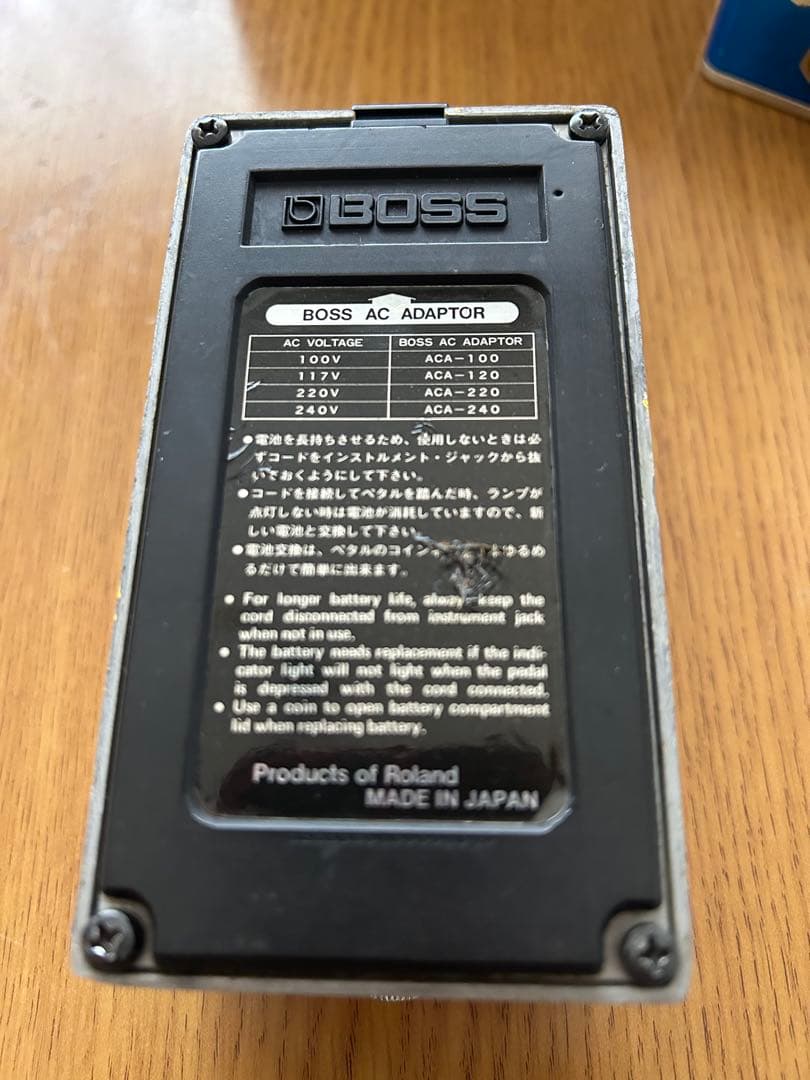 BOSS
BOSS AC ADAPTOR
AC VOLTAGE BOSS AC ADAPTOR
100V ACA-100
117V ACA-120
220V ACA-220
240V ACA-240
●電池を長持ちさせるため、使用しないときは必
ずコードをインストルメント・ジャックから抜
いておくようにして下さい。
●コードを接続してペタルを踏んだ時、ランプが
点灯しない時は電池が消耗していますので、新
しい電池と交換して下さい。
●電池交換は、ペタルのコイン ゆるめ
るだけで簡単に出来ます。
● For longer battery life, always keep the
cord disconnected from instrument jack
when not in use.
● The battery needs replacement if the indi-
cator light will not light when the pedal
is depressed with the cord connected.
● Use a coin to open battery compartment
lid when replacing battery.
Products of Roland
MADE IN JAPAN